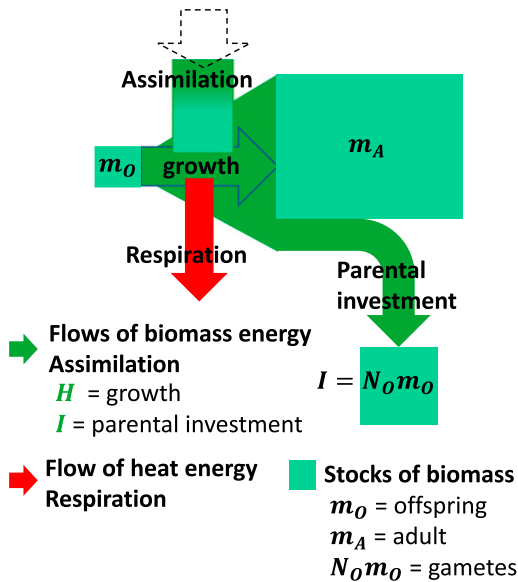 Assimilation
m_O growth m_A
Respiration
Parental
investment
I = N_O m_O
Flows of biomass energy
Assimilation
H = growth
I = parental investment
Flow of heat energy
Respiration
Stocks of biomass
m_O = offspring
m_A = adult
N_O m_O = gametes